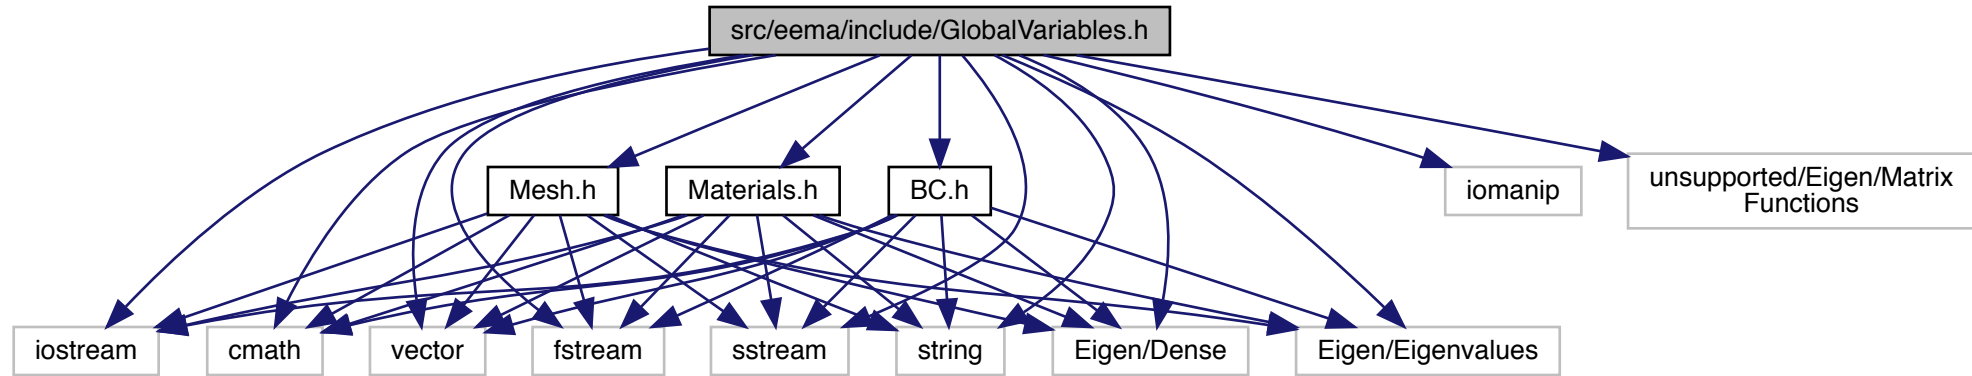 src/eema/include/GlobalVariables.h
Mesh.h
Materials.h
BC.h
iomanip
unsupported/Eigen/Matrix
Functions
iostream
cmath
vector
fstream
sstream
string
Eigen/Dense
Eigen/Eigenvalues